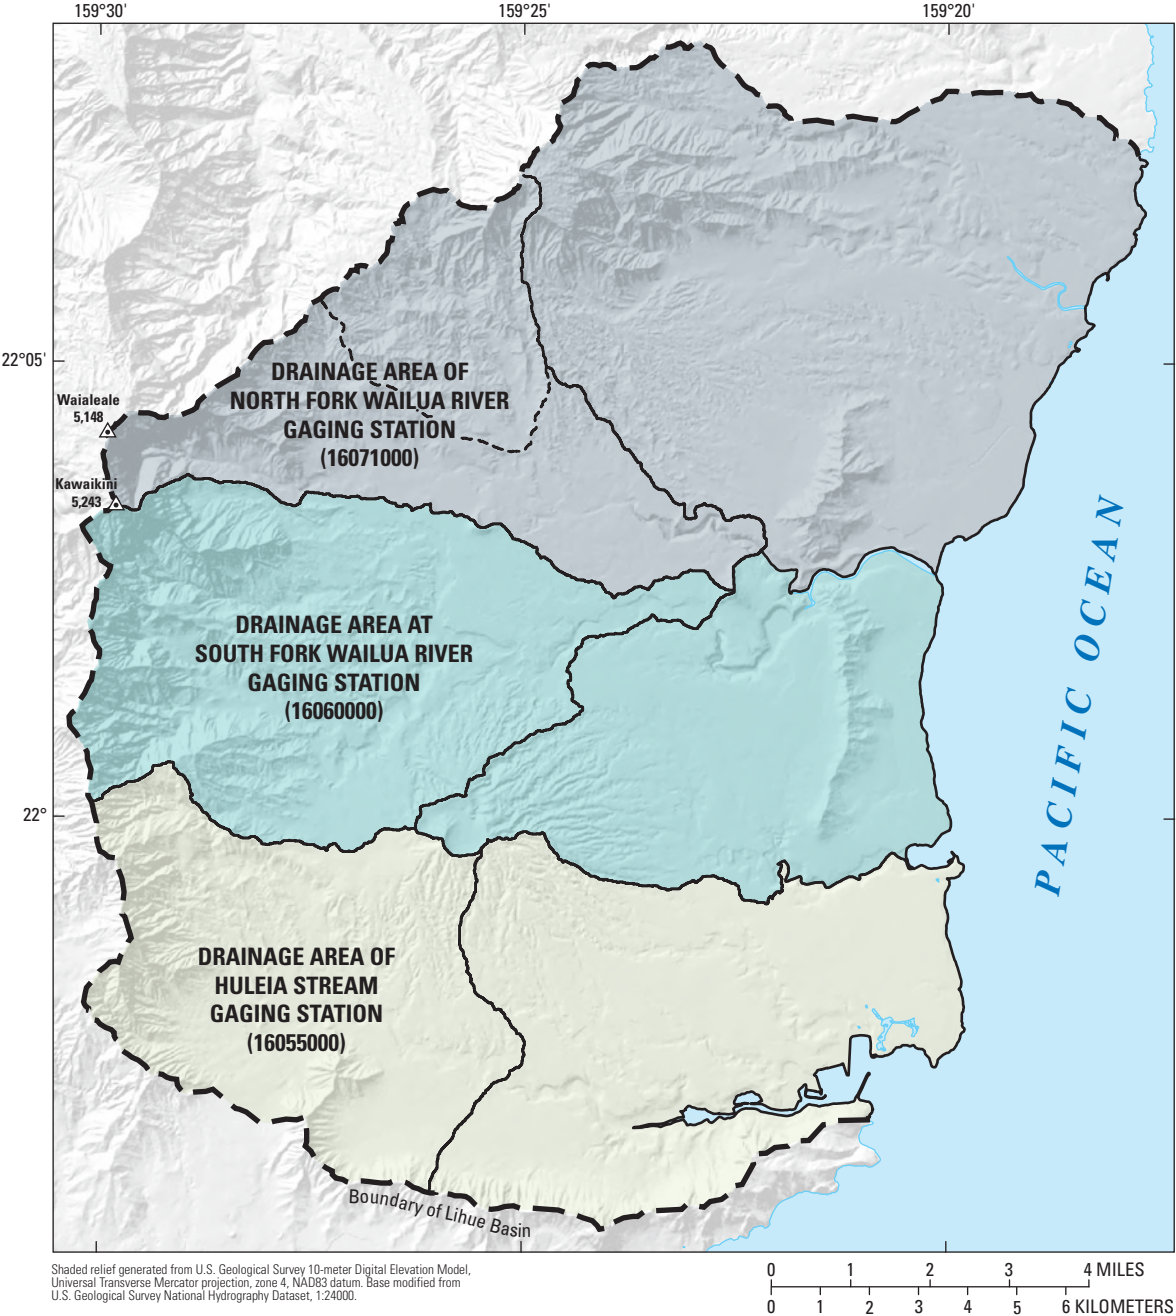 159°30' 159°25' 159°20'
22°05'
Waialeale
5,148
Kawaikini
5,243
DRAINAGE AREA OF
NORTH FORK WAILUA RIVER
GAGING STATION
(16071000)
DRAINAGE AREA AT
SOUTH FORK WAILUA RIVER
GAGING STATION
(16060000)
PACIFIC OCEAN
22°
DRAINAGE AREA OF
HULEIA STREAM
GAGING STATION
(16055000)
Boundary of Lihue Basin
Shaded relief generated from U.S. Geological Survey 10-meter Digital Elevation Model,
Universal Transverse Mercator projection, zone 4, NAD83 datum. Base modified from
U.S. Geological Survey National Hydrography Dataset, 1:24000.
0 1 2 3 4 MILES
0 1 2 3 4 5 6 KILOMETERS